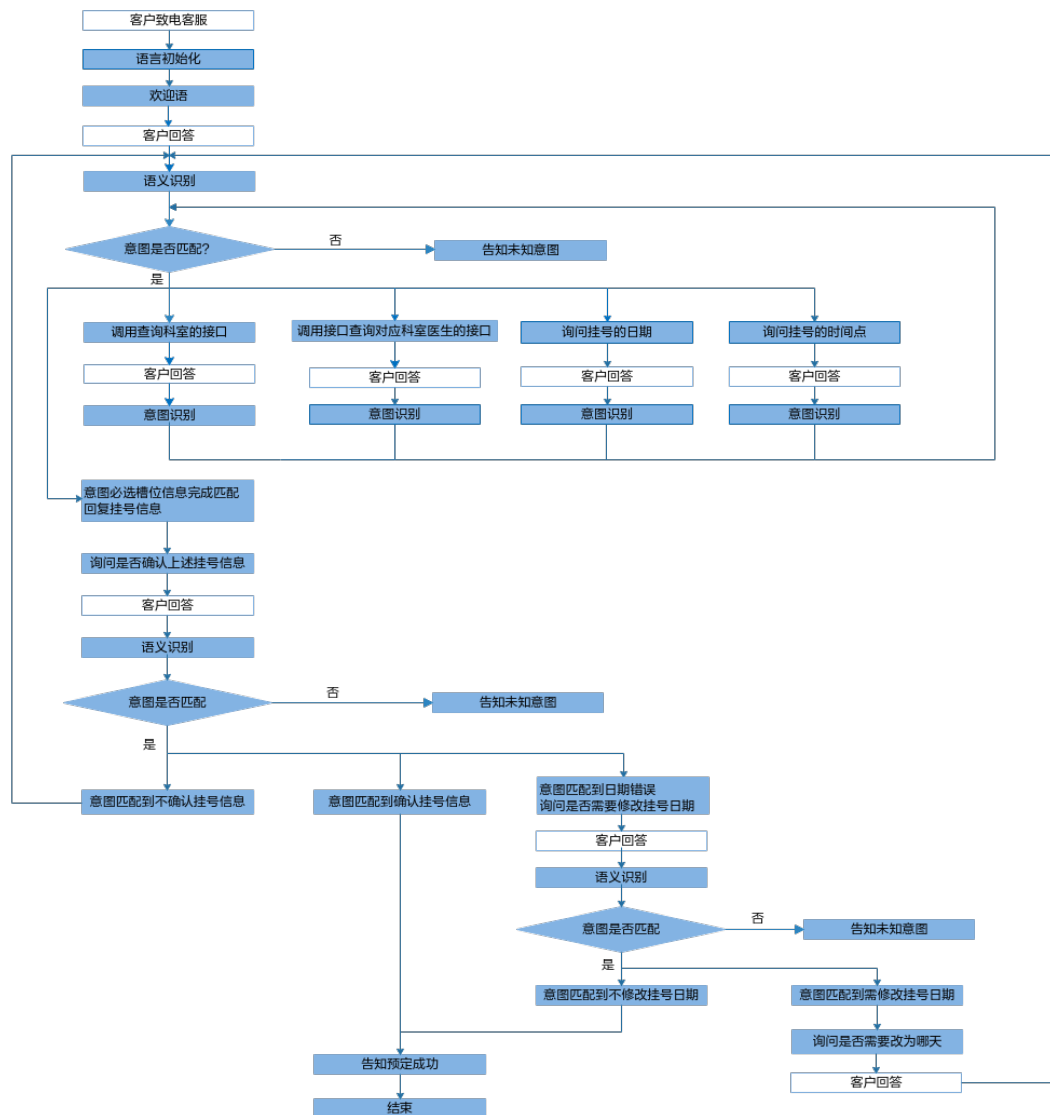 客户致电客服
语言初始化
欢迎语
客户回答
语义识别
意图是否匹配?
否
告知未知意图
是
调用查询科室的接口
调用接口查询对应科室医生的接口
询问挂号的日期
询问挂号的时间点
客户回答
客户回答
客户回答
客户回答
意图识别
意图识别
意图识别
意图识别
意图必选槽位信息完成匹配
回复挂号信息
询问是否确认上述挂号信息
客户回答
语义识别
意图是否匹配
否
告知未知意图
是
意图匹配到不确认挂号信息
意图匹配到确认挂号信息
意图匹配到日期错误
询问是否需要修改挂号日期
客户回答
语义识别
意图是否匹配
否
告知未知意图
是
意图匹配到不修改挂号日期
意图匹配到需修改挂号日期
询问是否需要改为哪天
告知预定成功
客户回答
结束